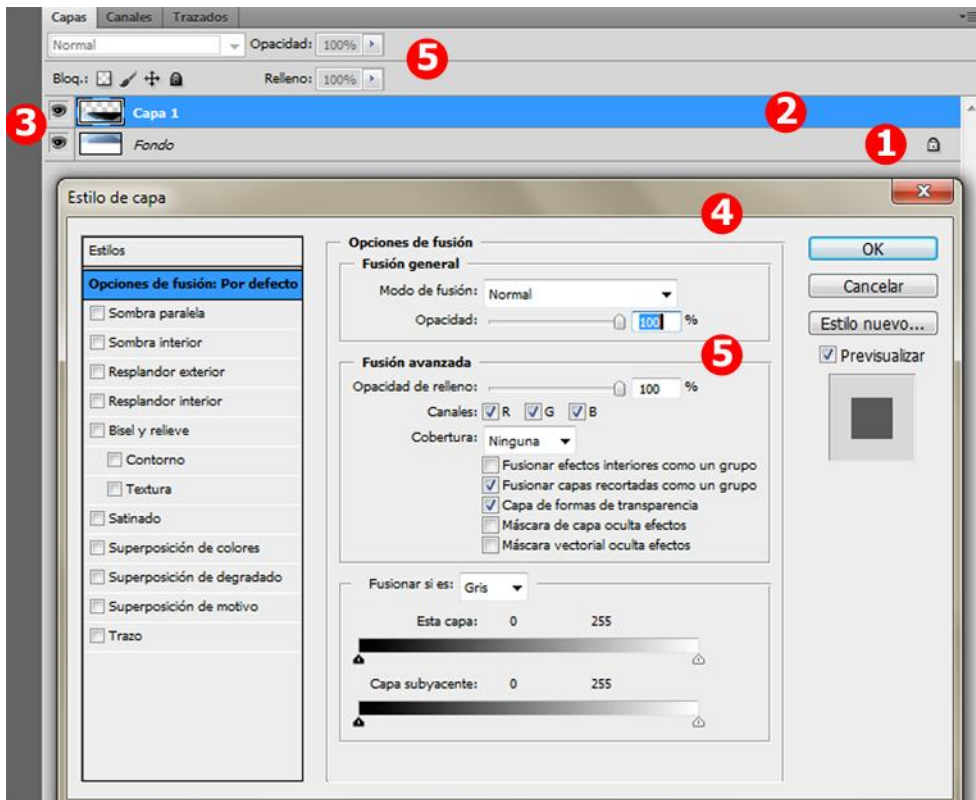 Capas Canales Trazados
Normal Opacidad: 100%
5
Bloq.: Relleno: 100%
3
Capa 1
2
Fondo
1
Estilo de capa
4
Estilos
Opciones de fusión: Por defecto
Sombra paralela
Sombra interior
Resplandor exterior
Resplandor interior
Bisel y relieve
Contorno
Textura
Satinado
Superposición de colores
Superposición de degradado
Superposición de motivo
Trazo
Opciones de fusión
Fusión general
Modo de fusión: Normal
Opacidad: 100 %
5
Fusión avanzada
Opacidad de relleno: 100 %
Canales: R G B
Cobertura: Ninguna
Fusionar efectos interiores como un grupo
Fusionar capas recortadas como un grupo
Capa de formas de transparencia
Máscara de capa oculta efectos
Máscara vectorial oculta efectos
Fusionar si es: Gris
Esta capa: 0 255
Capa subyacente: 0 255
OK
Cancelar
Estilo nuevo...
Previsualizar